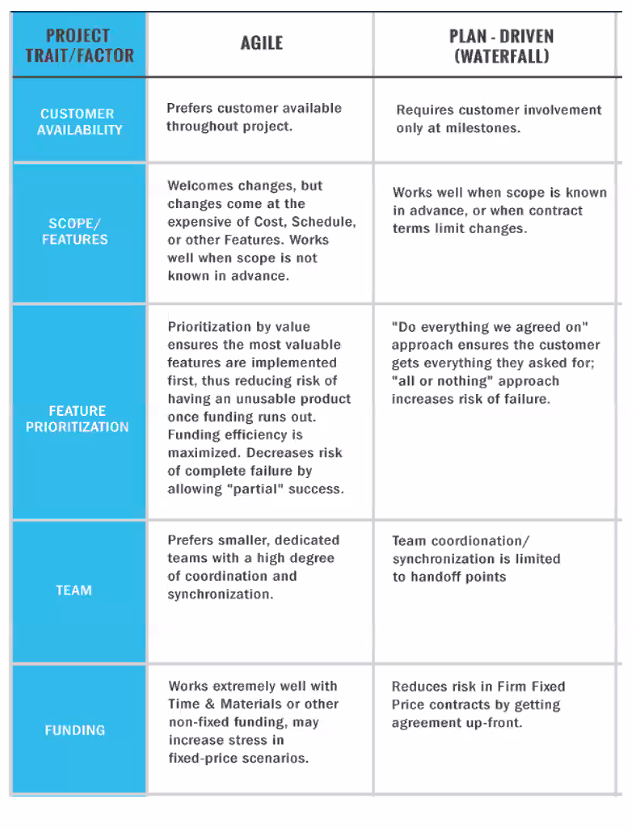 PROJECT
TRAIT/FACTOR
AGILE
PLAN - DRIVEN
(WATERFALL)
CUSTOMER
AVAILABILITY
Prefers customer available
throughout project.
Requires customer involvement
only at milestones.
SCOPE/
FEATURES
Welcomes changes, but
changes come at the
expensive of Cost, Schedule,
or other Features. Works
well when scope is not
known in advance.
Works well when scope is known
in advance, or when contract
terms limit changes.
FEATURE
PRIORITIZATION
Prioritization by value
ensures the most valuable
features are implemented
first, thus reducing risk of
having an unusable product
once funding runs out.
Funding efficiency is
maximized. Decreases risk
of complete failure by
allowing "partial" success.
"Do everything we agreed on"
approach ensures the customer
gets everything they asked for;
"all or nothing" approach
increases risk of failure.
TEAM
Prefers smaller, dedicated
teams with a high degree
of coordination and
synchronization.
Team coordionation/
synchronization is limited
to handoff points
FUNDING
Works extremely well with
Time & Materials or other
non-fixed funding, may
increase stress in
fixed-price scenarios.
Reduces risk in Firm Fixed
Price contracts by getting
agreement up-front.